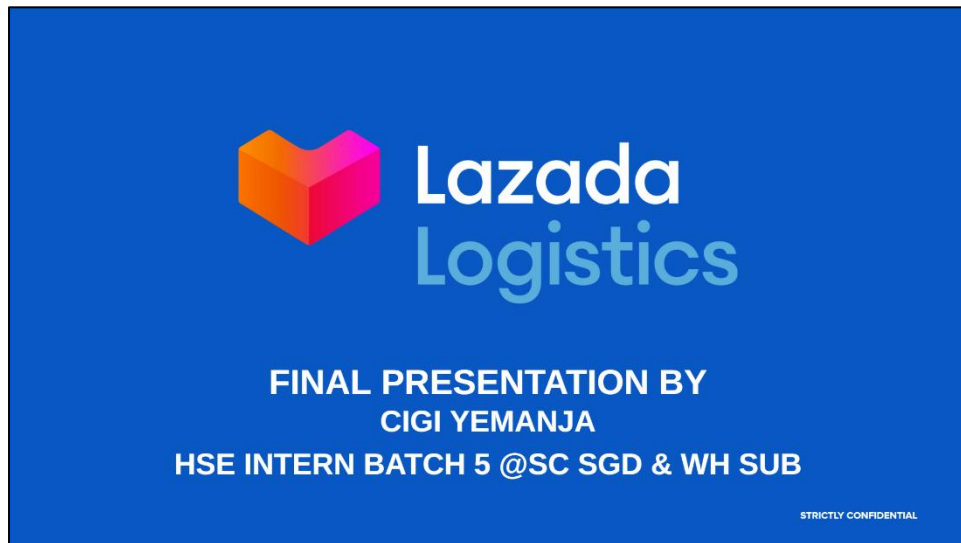 Lazada
Logistics
FINAL PRESENTATION BY
CIGI YEMANJA
HSE INTERN BATCH 5 @SC SGD & WH SUB
STRICTLY CONFIDENTIAL